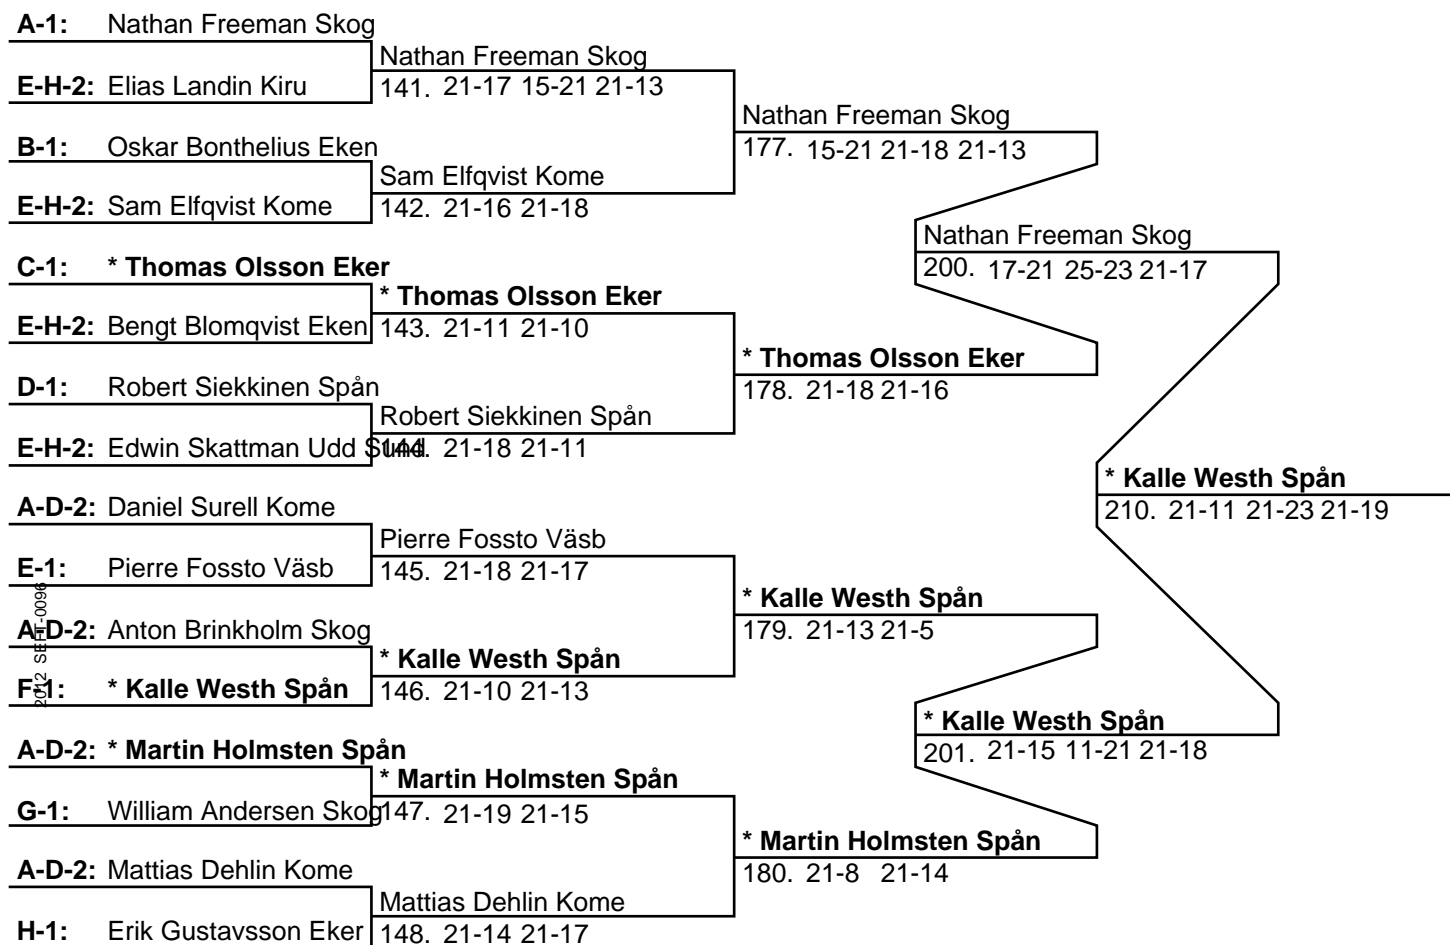 A-1: Nathan Freeman Skog
Nathan Freeman Skog
E-H-2: Elias Landin Kiru
141. 21-17 15-21 21-13
Nathan Freeman Skog
177. 15-21 21-18 21-13
B-1: Oskar Bonthelius Eken
Sam Elfqvist Kome
E-H-2: Sam Elfqvist Kome
142. 21-16 21-18
Nathan Freeman Skog
200. 17-21 25-23 21-17
C-1: * Thomas Olsson Eker
* Thomas Olsson Eker
E-H-2: Bengt Blomqvist Eken
143. 21-11 21-10
* Thomas Olsson Eker
178. 21-18 21-16
D-1: Robert Siekkinen Spån
Robert Siekkinen Spån
E-H-2: Edwin Skattman Udd Sund
144. 21-18 21-11
* Kalle Westh Spån
210. 21-11 21-23 21-19
A-D-2: Daniel Surell Kome
Pierre Fossto Väsb
E-1: Pierre Fossto Väsb
145. 21-18 21-17
* Kalle Westh Spån
179. 21-13 21-5
A-D-2: Anton Brinkholm Skog
* Kalle Westh Spån
F-1: * Kalle Westh Spån
146. 21-10 21-13
* Kalle Westh Spån
201. 21-15 11-21 21-18
A-D-2: * Martin Holmsten Spån
* Martin Holmsten Spån
G-1: William Andersen Skog
147. 21-19 21-15
* Martin Holmsten Spån
180. 21-8 21-14
A-D-2: Mattias Dehlin Kome
Mattias Dehlin Kome
H-1: Erik Gustavsson Eker
148. 21-14 21-17
2012 SEFT-0096